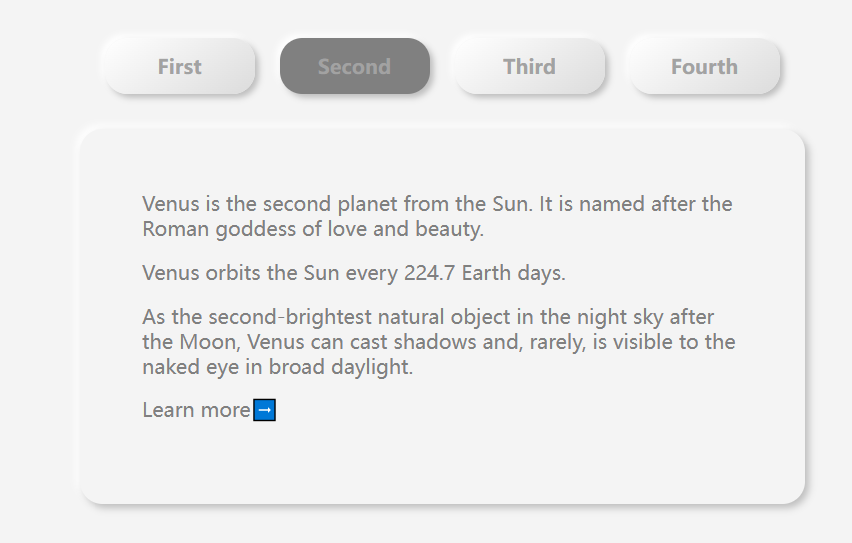 First
Second
Third
Fourth
Venus is the second planet from the Sun. It is named after the
Roman goddess of love and beauty.
Venus orbits the Sun every 224.7 Earth days.
As the second-brightest natural object in the night sky after
the Moon, Venus can cast shadows and, rarely, is visible to the
naked eye in broad daylight.
Learn more➡